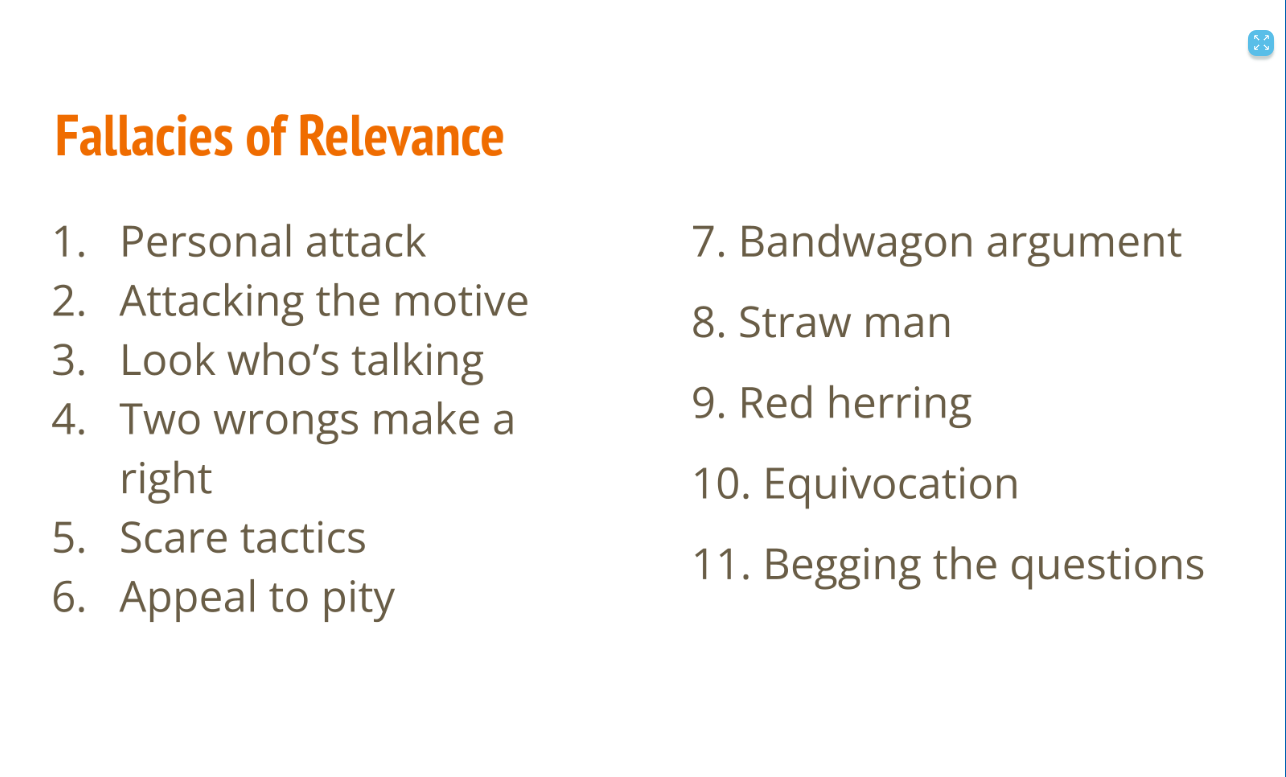 Fallacies of Relevance
1. Personal attack
2. Attacking the motive
3. Look who’s talking
4. Two wrongs make a
right
5. Scare tactics
6. Appeal to pity
7. Bandwagon argument
8. Straw man
9. Red herring
10. Equivocation
11. Begging the questions